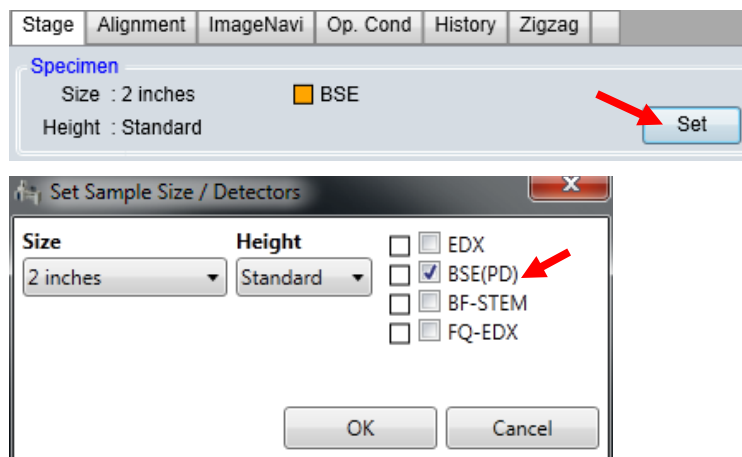 Stage Alignment ImageNavi Op. Cond History Zigzag
Specimen
Size : 2 inches BSE
Height : Standard
Set
Set Sample Size / Detectors
Size Height EDX
2 inches Standard BSE(PD)
BF-STEM
FQ-EDX
OK Cancel